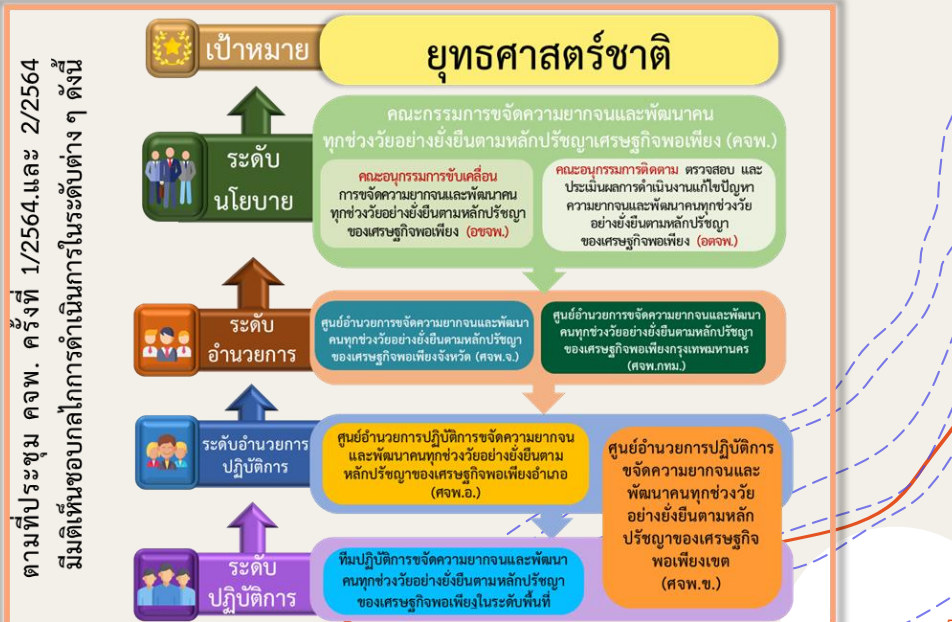 ตามที่ประชุม คจพ. ครั้งที่ 1/2564.และ 2/2564
มีมติเห็นชอบกลไกการดำเนินการในระดับต่าง ๆ ดังนี้
เป้าหมาย
ยุทธศาสตร์ชาติ
ระดับ
นโยบาย
คณะกรรมการขจัดความยากจนและพัฒนาคน
ทุกช่วงวัยอย่างยั่งยืนตามหลักปรัชญาเศรษฐกิจพอเพียง (คจพ.)
คณะอนุกรรมการขับเคลื่อน
การขจัดความยากจนและพัฒนาคน
ทุกช่วงวัยอย่างยั่งยืนตามหลักปรัชญา
ของเศรษฐกิจพอเพียง (อขจพ.)
คณะอนุกรรมการติดตาม ตรวจสอบ และ
ประเมินผลการดำเนินงานแก้ไขปัญหา
ความยากจนและพัฒนาคนทุกช่วงวัย
อย่างยั่งยืนตามหลักปรัชญา
ของเศรษฐกิจพอเพียง (อตจพ.)
ระดับ
อำนวยการ
ศูนย์อำนวยการขจัดความยากจนและพัฒนา
คนทุกช่วงวัยอย่างยั่งยืนตามหลักปรัชญา
ของเศรษฐกิจพอเพียงจังหวัด (ศจพ.จ.)
ศูนย์อำนวยการขจัดความยากจนและพัฒนา
คนทุกช่วงวัยอย่างยั่งยืนตามหลักปรัชญา
ของเศรษฐกิจพอเพียงกรุงเทพมหานคร
(ศจพ.กทม.)
ระดับอำนวยการ
ปฏิบัติการ
ศูนย์อำนวยการปฏิบัติการขจัดความยากจน
และพัฒนาคนทุกช่วงวัยอย่างยั่งยืนตาม
หลักปรัชญาของเศรษฐกิจพอเพียงอำเภอ
(ศจพ.อ.)
ศูนย์อำนวยการปฏิบัติการ
ขจัดความยากจนและ
พัฒนาคนทุกช่วงวัย
อย่างยั่งยืนตามหลัก
ปรัชญาของเศรษฐกิจ
พอเพียงเขต
(ศจพ.ข.)
ระดับ
ปฏิบัติการ
ทีมปฏิบัติการขจัดความยากจนและพัฒนา
คนทุกช่วงวัยอย่างยั่งยืนตามหลักปรัชญา
ของเศรษฐกิจพอเพียงในระดับพื้นที่